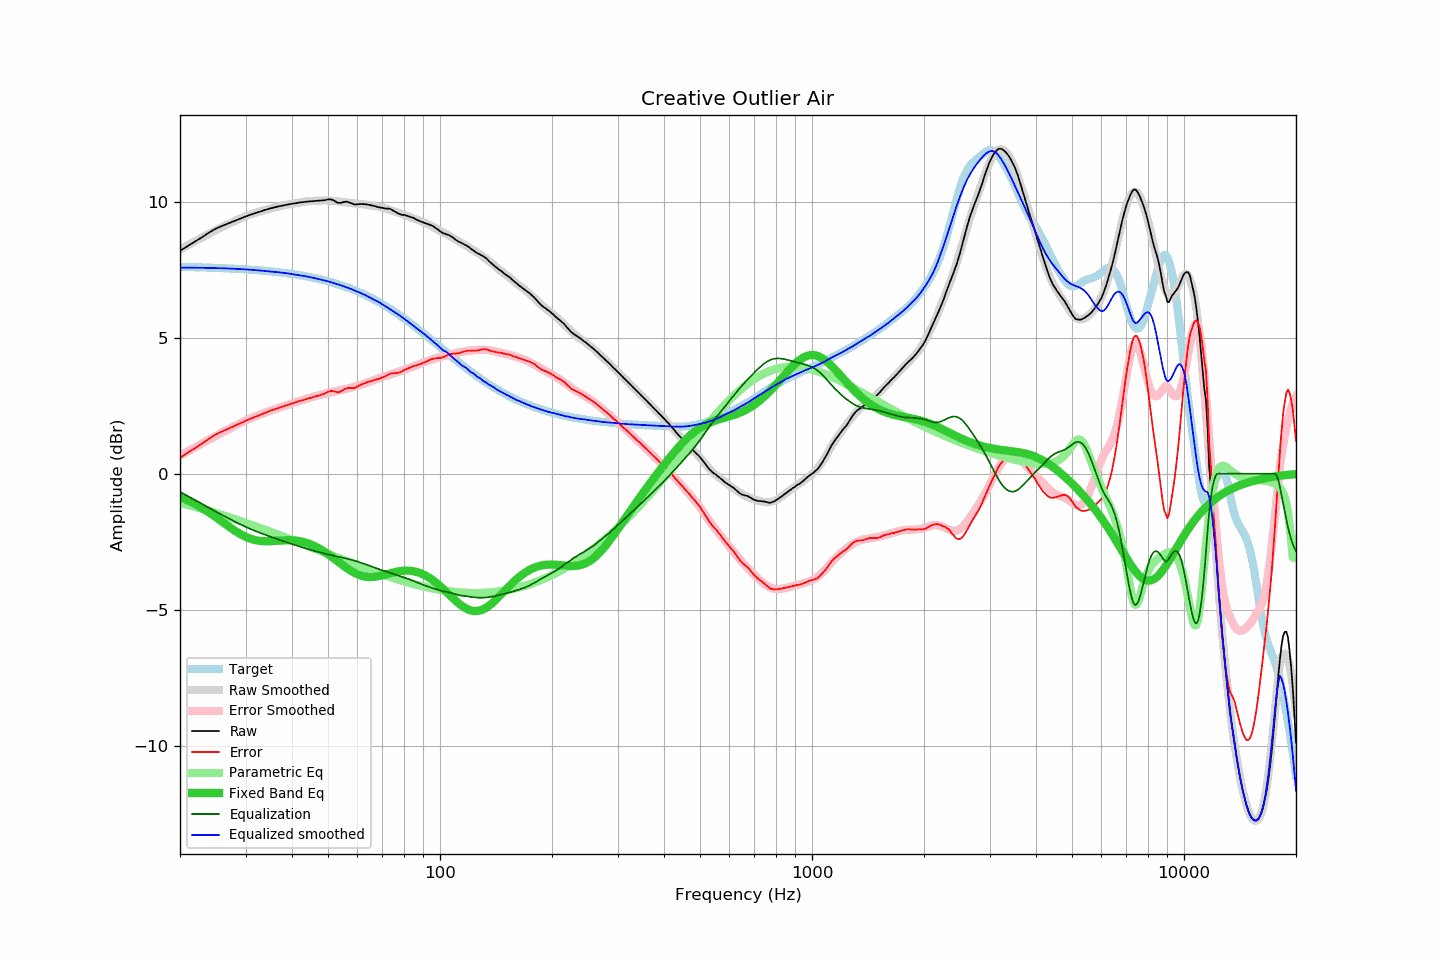 Creative Outlier Air
Amplitude (dBr)
10
5
0
−5
−10
Target
Raw Smoothed
Error Smoothed
Raw
Error
Parametric Eq
Fixed Band Eq
Equalization
Equalized smoothed
100
1000
10000
Frequency (Hz)